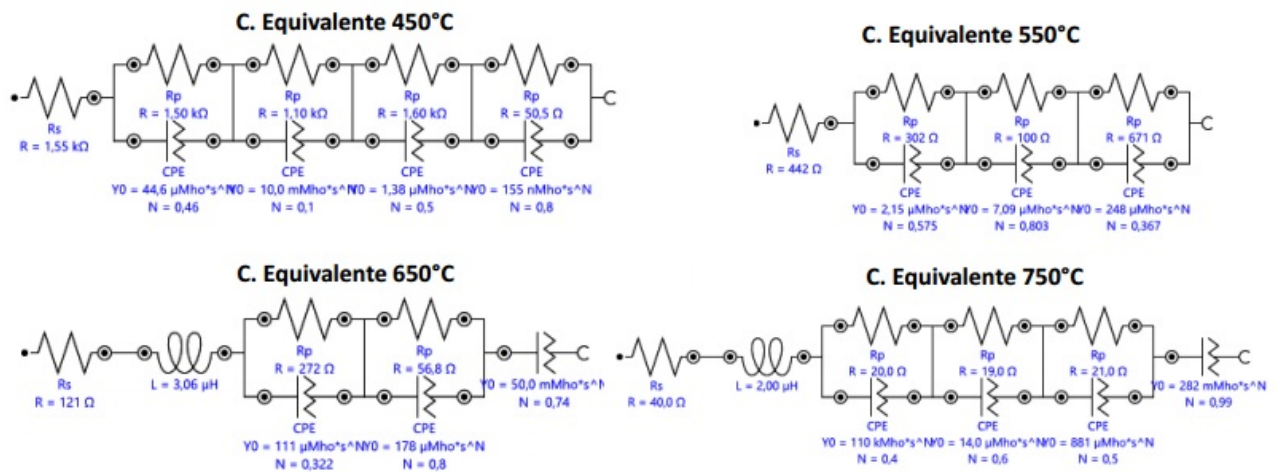 C. Equivalente 450°C
Rp Rp Rp Rp
R = 1,50 kΩ R = 1,10 kΩ R = 1,60 kΩ R = 50,5 Ω
Rs
R = 1,55 kΩ
CPE CPE CPE CPE
Y0 = 44,6 µMho*s^N Y0 = 10,0 mMho*s^N Y0 = 1,38 µMho*s^N Y0 = 155 nMho*s^N
N = 0,46 N = 0,1 N = 0,5 N = 0,8
C. Equivalente 550°C
Rp Rp Rp
R = 302 Ω R = 100 Ω R = 671 Ω
Rs
R = 442 Ω
CPE CPE CPE
Y0 = 2,15 µMho*s^N Y0 = 7,09 µMho*s^N Y0 = 248 µMho*s^N
N = 0,575 N = 0,803 N = 0,367
C. Equivalente 650°C
Rp Rp
R = 272 Ω R = 56,8 Ω
Rs
R = 121 Ω
L = 3,06 µH
Y0 = 50,0 mMho*s^N
N = 0,74
CPE CPE
Y0 = 111 µMho*s^N Y0 = 178 µMho*s^N
N = 0,322 N = 0,8
C. Equivalente 750°C
Rp Rp Rp
R = 20,0 Ω R = 19,0 Ω R = 21,0 Ω
Rs
R = 40,0 Ω
L = 2,00 µH
Y0 = 282 mMho*s^N
N = 0,99
CPE CPE CPE
Y0 = 110 kMho*s^N Y0 = 14,0 µMho*s^N Y0 = 881 µMho*s^N
N = 0,4 N = 0,6 N = 0,5